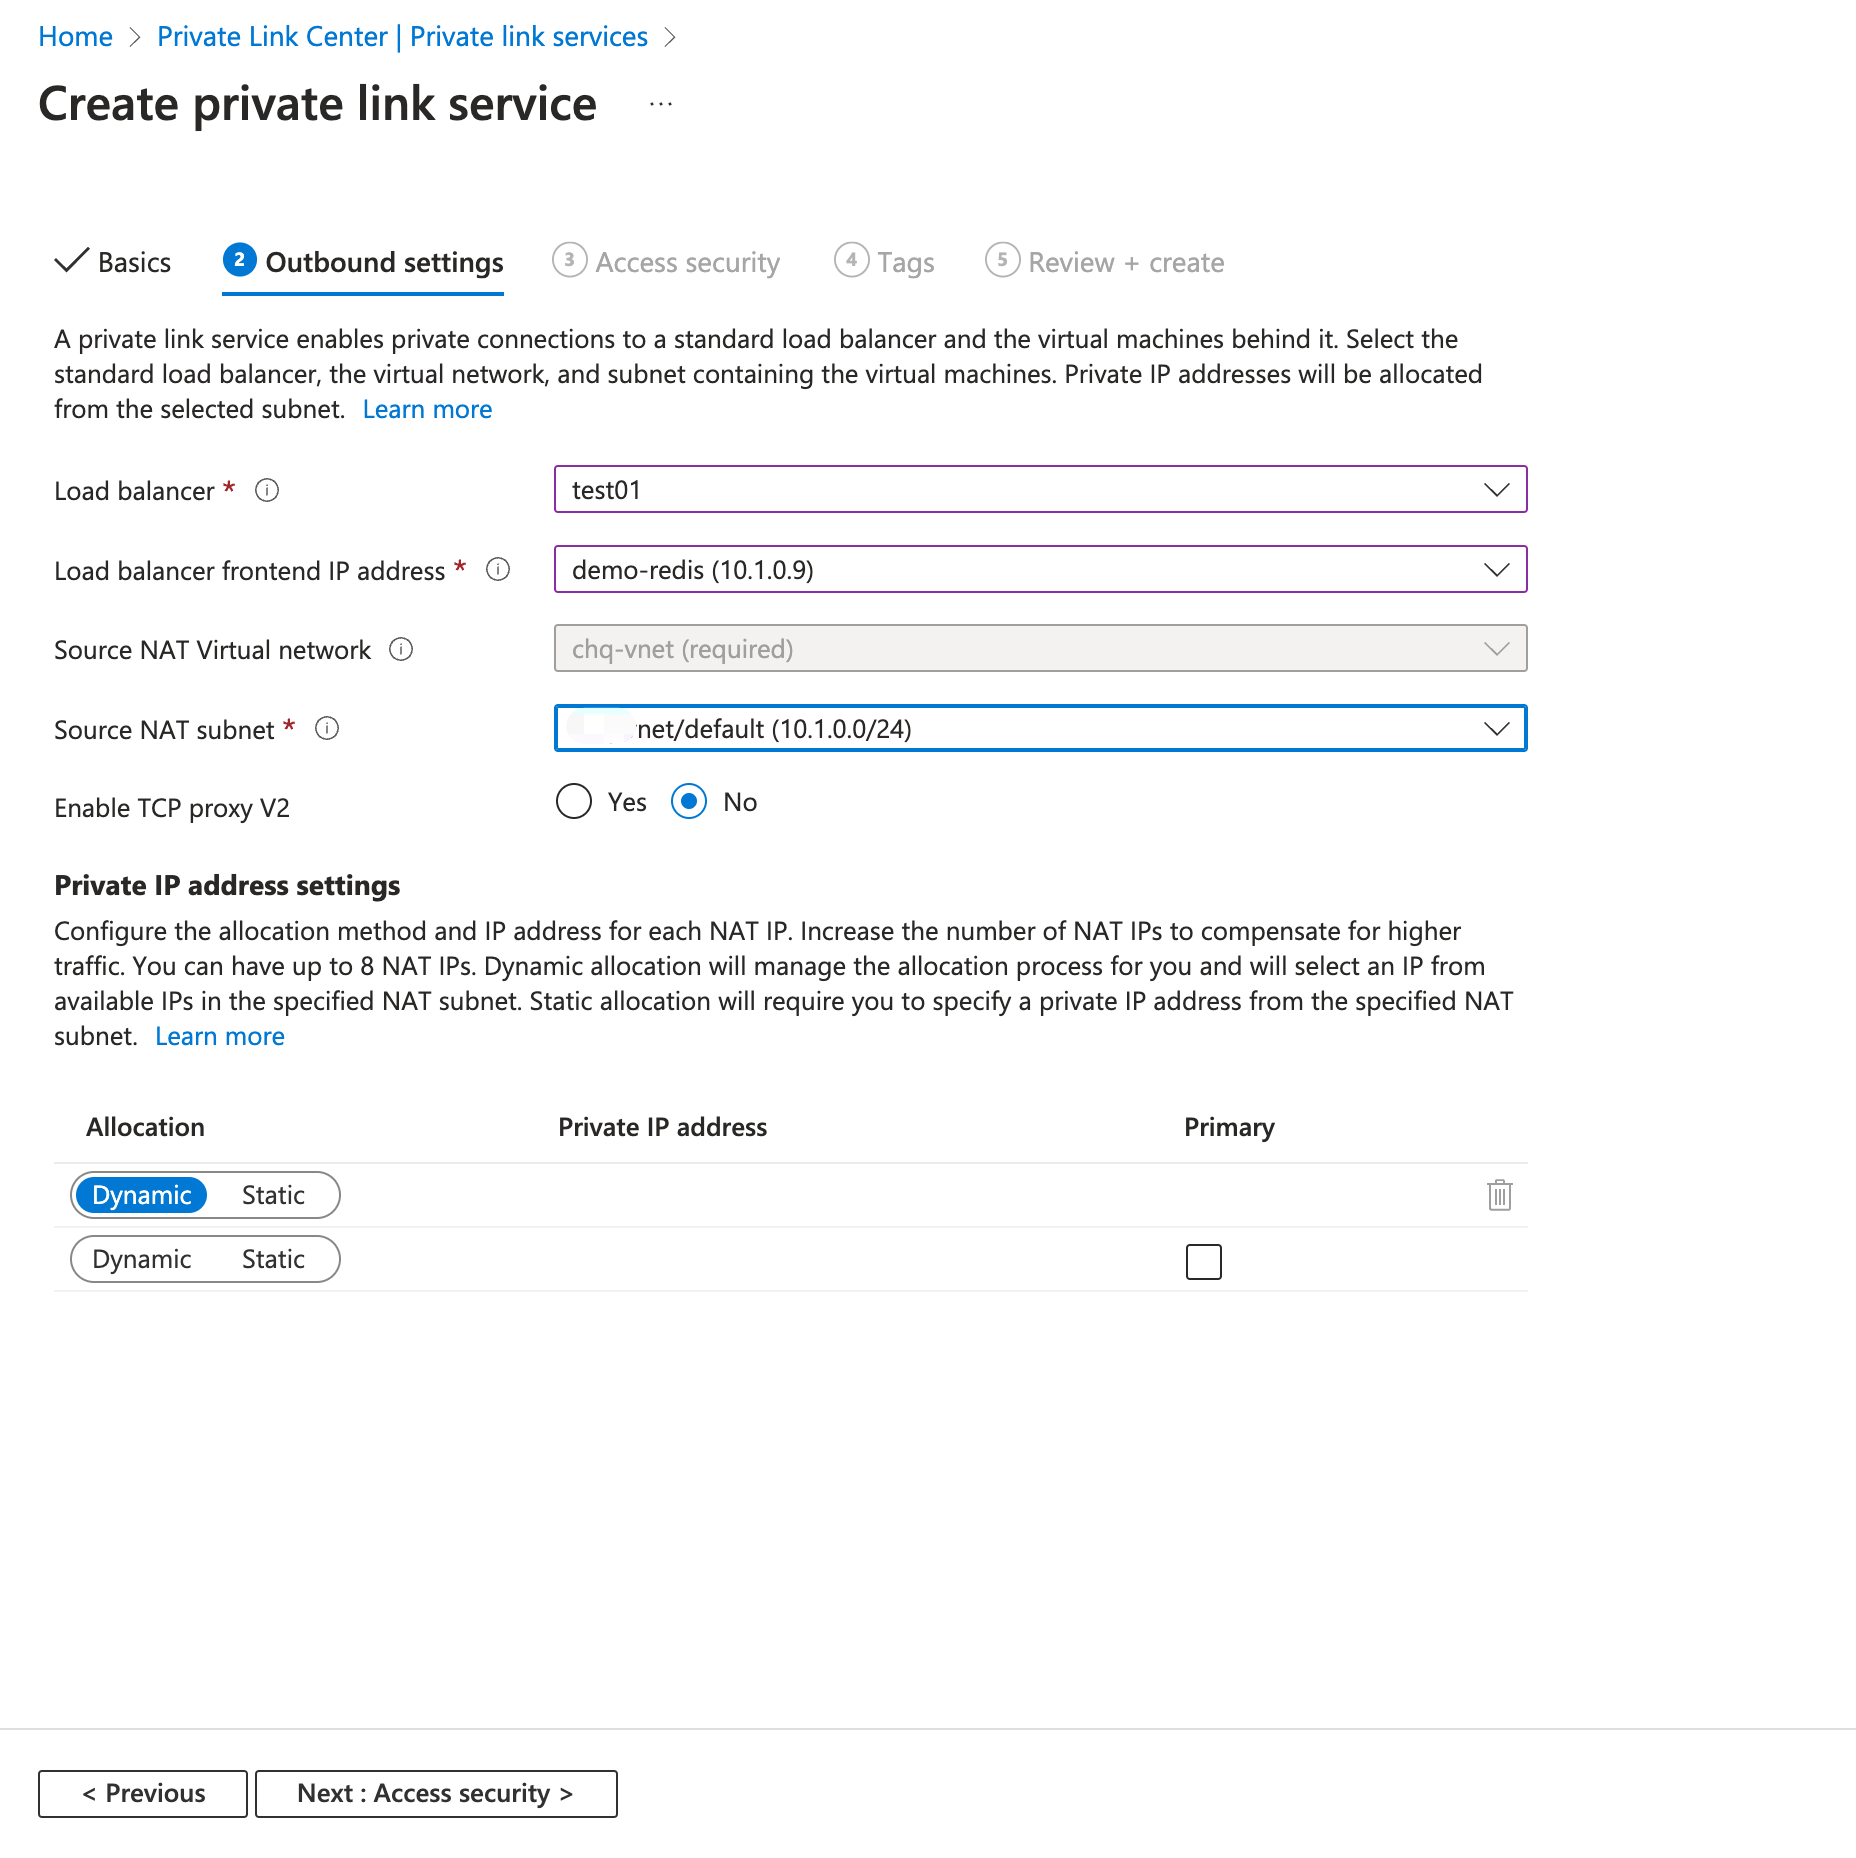 Home > Private Link Center | Private link services >
Create private link service ...
Basics 2 Outbound settings 3 Access security 4 Tags 5 Review + create
A private link service enables private connections to a standard load balancer and the virtual machines behind it. Select the
standard load balancer, the virtual network, and subnet containing the virtual machines. Private IP addresses will be allocated
from the selected subnet. Learn more
Load balancer * test01
Load balancer frontend IP address * demo-redis (10.1.0.9)
Source NAT Virtual network chq-vnet (required)
Source NAT subnet * net/default (10.1.0.0/24)
Enable TCP proxy V2 Yes No
Private IP address settings
Configure the allocation method and IP address for each NAT IP. Increase the number of NAT IPs to compensate for higher
traffic. You can have up to 8 NAT IPs. Dynamic allocation will manage the allocation process for you and will select an IP from
available IPs in the specified NAT subnet. Static allocation will require you to specify a private IP address from the specified NAT
subnet. Learn more
Allocation Private IP address Primary
Dynamic Static
Dynamic Static
< Previous Next : Access security >